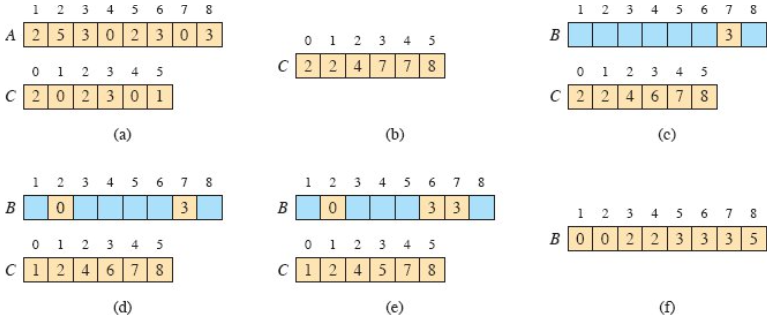 1 2 3 4 5 6 7 8
A 2 5 3 0 2 3 0 3
0 1 2 3 4 5
C 2 0 2 3 0 1
(a)
0 1 2 3 4 5
C 2 2 4 7 7 8
(b)
1 2 3 4 5 6 7 8
B 3
0 1 2 3 4 5
C 2 2 4 6 7 8
(c)
1 2 3 4 5 6 7 8
B 0 3
0 1 2 3 4 5
C 1 2 4 6 7 8
(d)
1 2 3 4 5 6 7 8
B 0 3 3
0 1 2 3 4 5
C 1 2 4 5 7 8
(e)
1 2 3 4 5 6 7 8
B 0 0 2 2 3 3 3 5
(f)